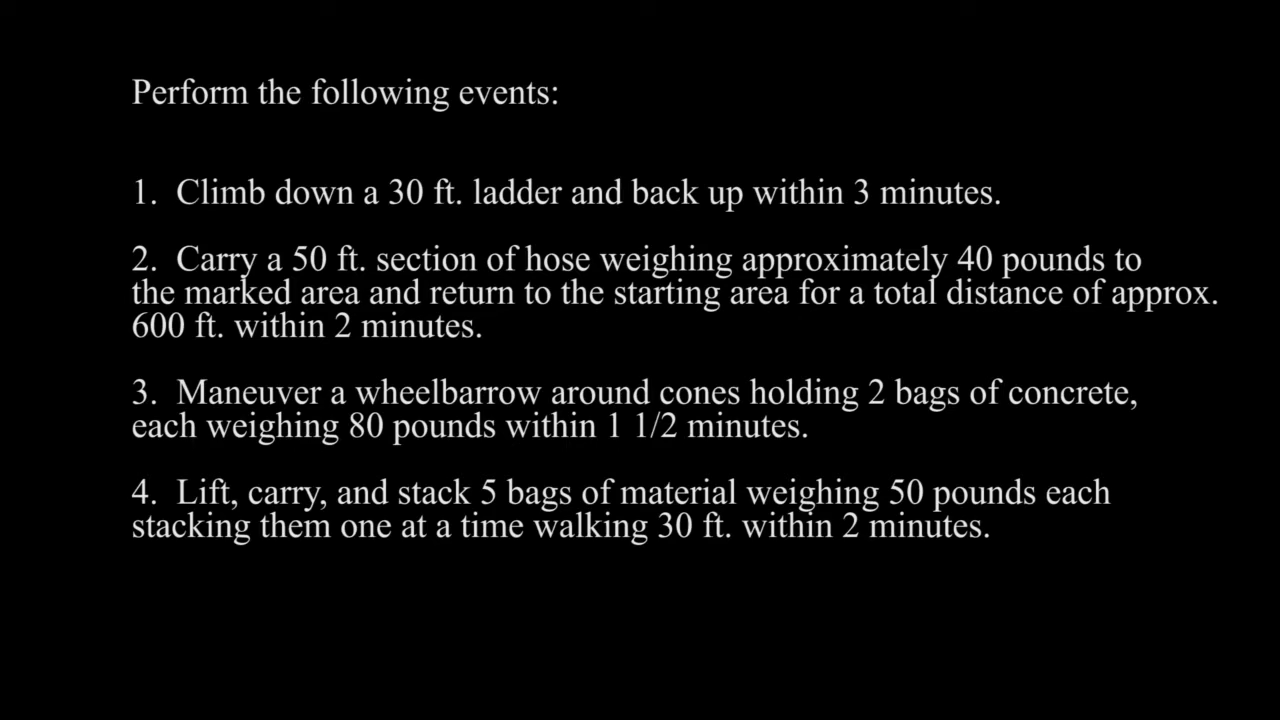 Perform the following events:
1. Climb down a 30 ft. ladder and back up within 3 minutes.
2. Carry a 50 ft. section of hose weighing approximately 40 pounds to
the marked area and return to the starting area for a total distance of approx.
600 ft. within 2 minutes.
3. Maneuver a wheelbarrow around cones holding 2 bags of concrete,
each weighing 80 pounds within 1 1/2 minutes.
4. Lift, carry, and stack 5 bags of material weighing 50 pounds each
stacking them one at a time walking 30 ft. within 2 minutes.